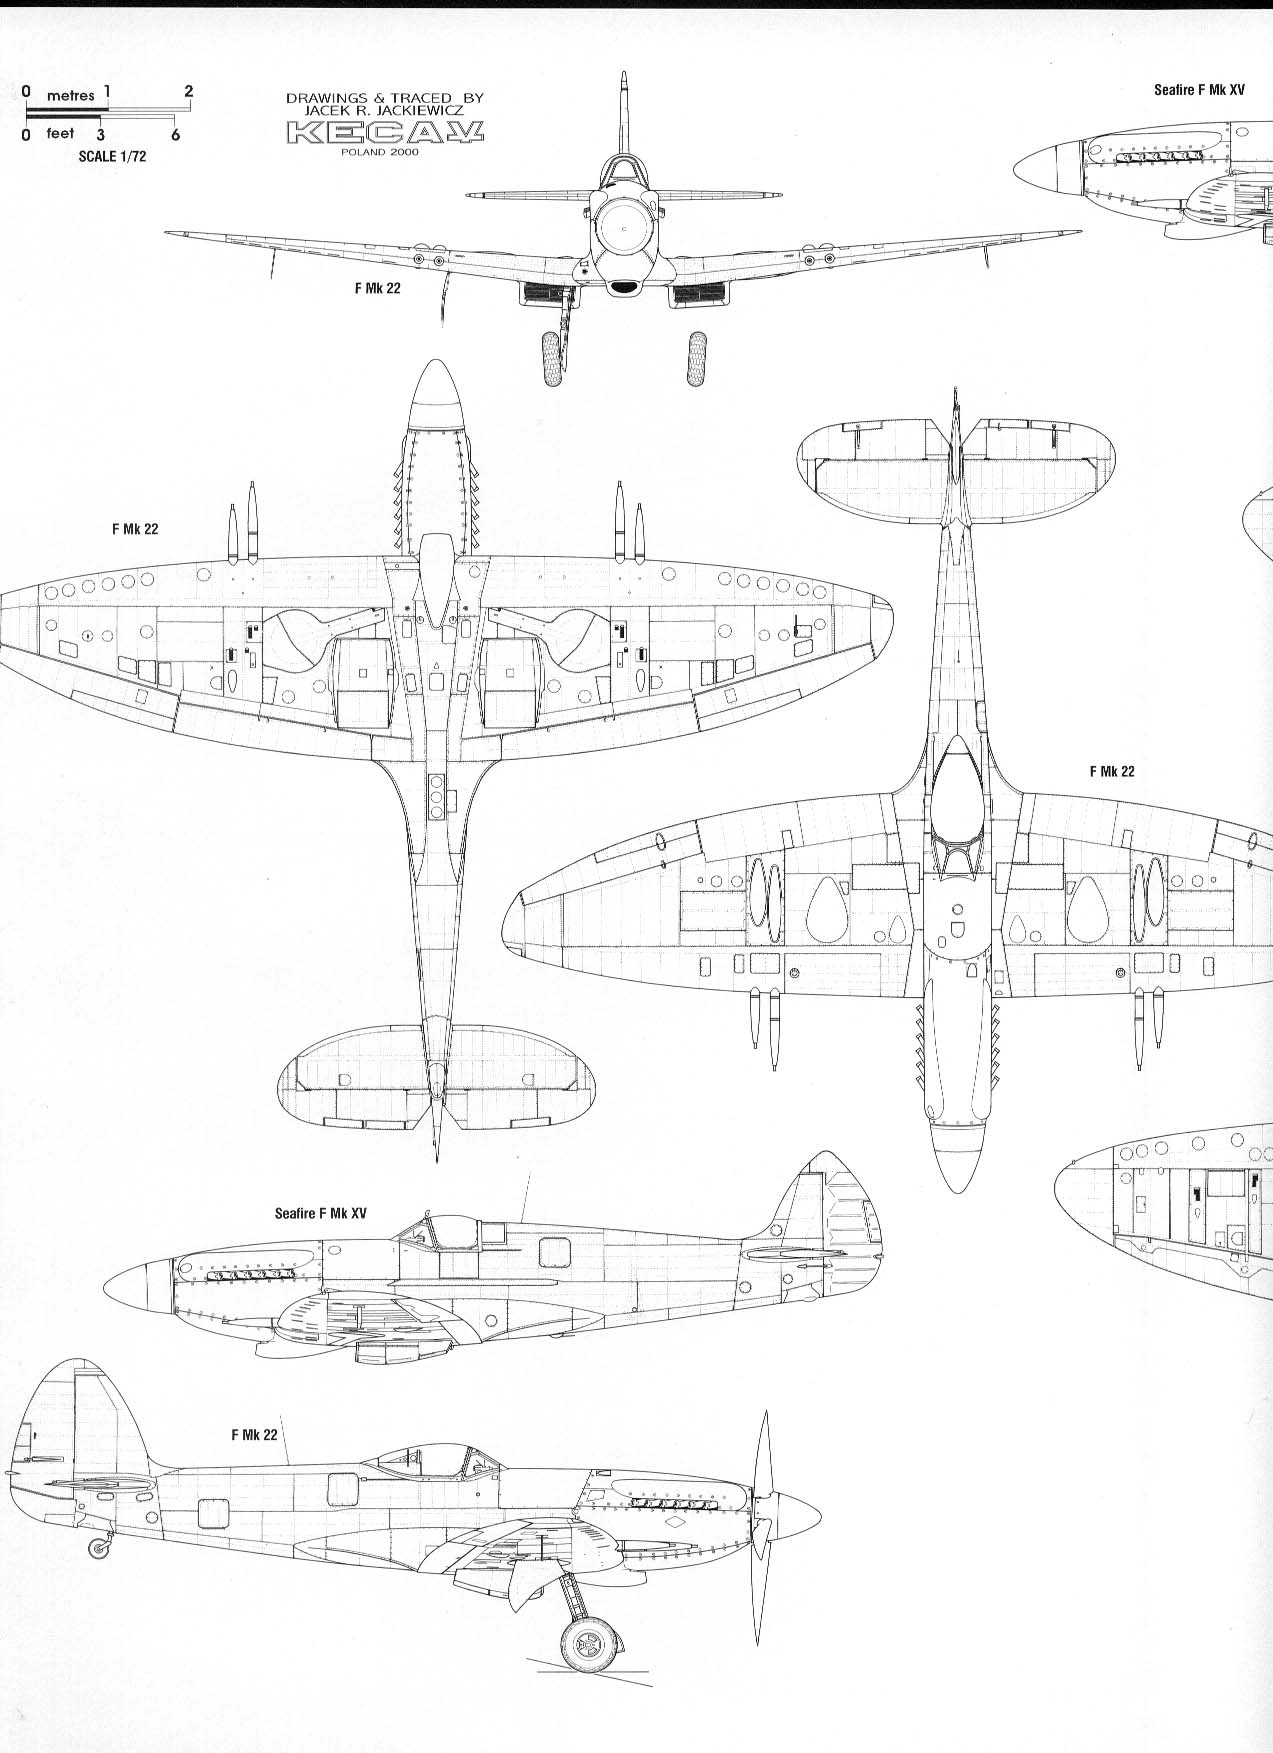 0 metres 1 2
0 feet 3 6
SCALE 1/72
DRAWINGS & TRACED BY
JACEK R. JACKIEWICZ
KECAY
POLAND 2000
Seafire F Mk XV
F Mk 22
F Mk 22
F Mk 22
Seafire F Mk XV
F Mk 22